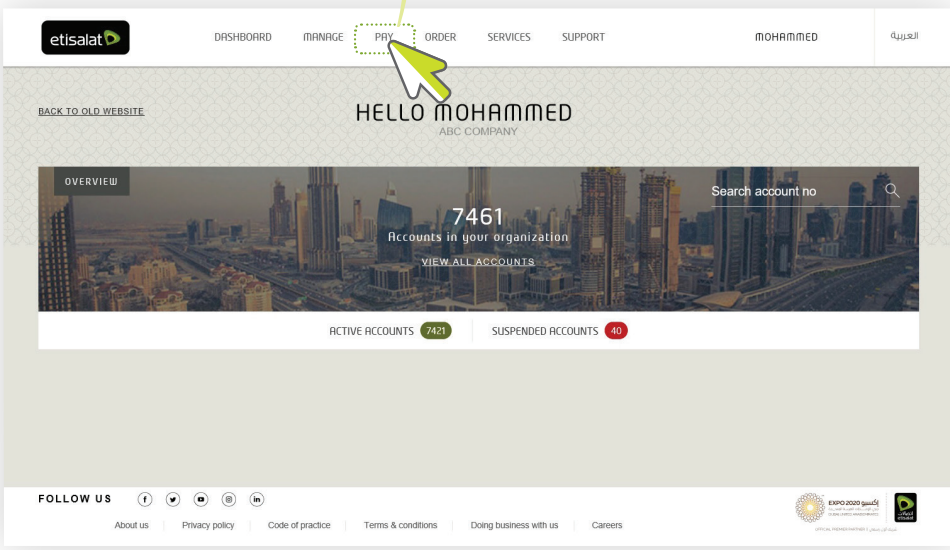 etisalat
DASHBOARD MANAGE PAY ORDER SERVICES SUPPORT MOHAMMED العربية
BACK TO OLD WEBSITE
HELLO MOHAMMED
ABC COMPANY
OVERVIEW
Search account no
7461
Accounts in your organization
VIEW ALL ACCOUNTS
ACTIVE ACCOUNTS 7421 SUSPENDED ACCOUNTS 40
FOLLOW US
EXPO 2020 إكسبو
اتصالات
etisalat
About us Privacy policy Code of practice Terms & conditions Doing business with us Careers